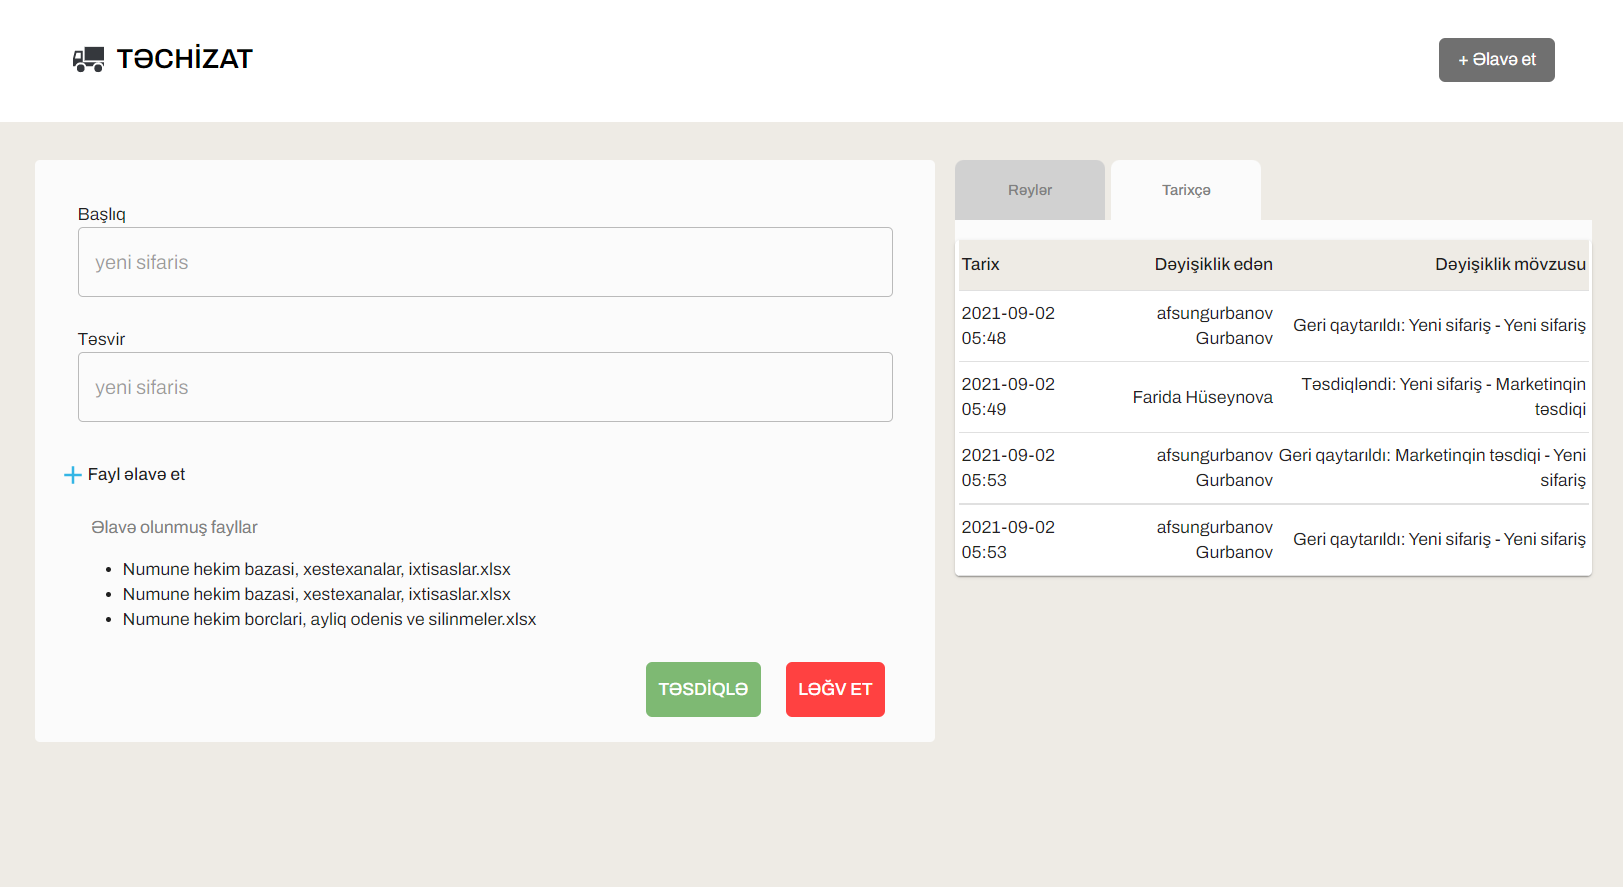 TƏCHİZAT
+ Əlavə et
Başlıq
yeni sifaris
Təsvir
yeni sifaris
Fayl əlavə et
Əlavə olunmuş fayllar
Numune hekim bazasi, xestexanalar, ixtisaslar.xlsx
Numune hekim bazasi, xestexanalar, ixtisaslar.xlsx
Numune hekim borclari, ayliq odenis ve silinmeler.xlsx
TƏSDİQLƏ LƏĞV ET
Rəylər Tarixçə
Tarix Dəyişiklik edən Dəyişiklik mövzusu
2021-09-02 05:48 afsungurbanov Gurbanov Geri qaytarıldı: Yeni sifariş - Yeni sifariş
2021-09-02 05:49 Farida Hüseynova Təsdiqləndi: Yeni sifariş - Marketinqin təsdiqi
2021-09-02 05:53 afsungurbanov Gurbanov Geri qaytarıldı: Marketinqin təsdiqi - Yeni sifariş
2021-09-02 05:53 afsungurbanov Gurbanov Geri qaytarıldı: Yeni sifariş - Yeni sifariş